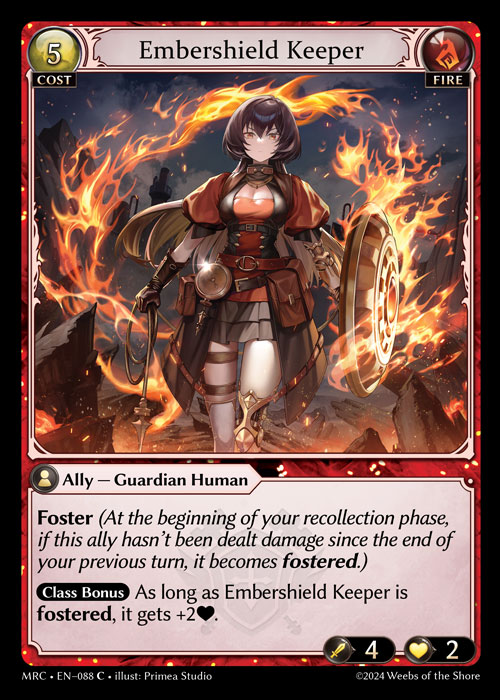 5
COST
Embershield Keeper
FIRE
Ally — Guardian Human
Foster (At the beginning of your recollection phase,
if this ally hasn't been dealt damage since the end of
your previous turn, it becomes fostered.)
Class Bonus As long as Embershield Keeper is
fostered, it gets +2♥.
4
2
MRC • EN–088 C • illust: Primea Studio
©2024 Weebs of the Shore